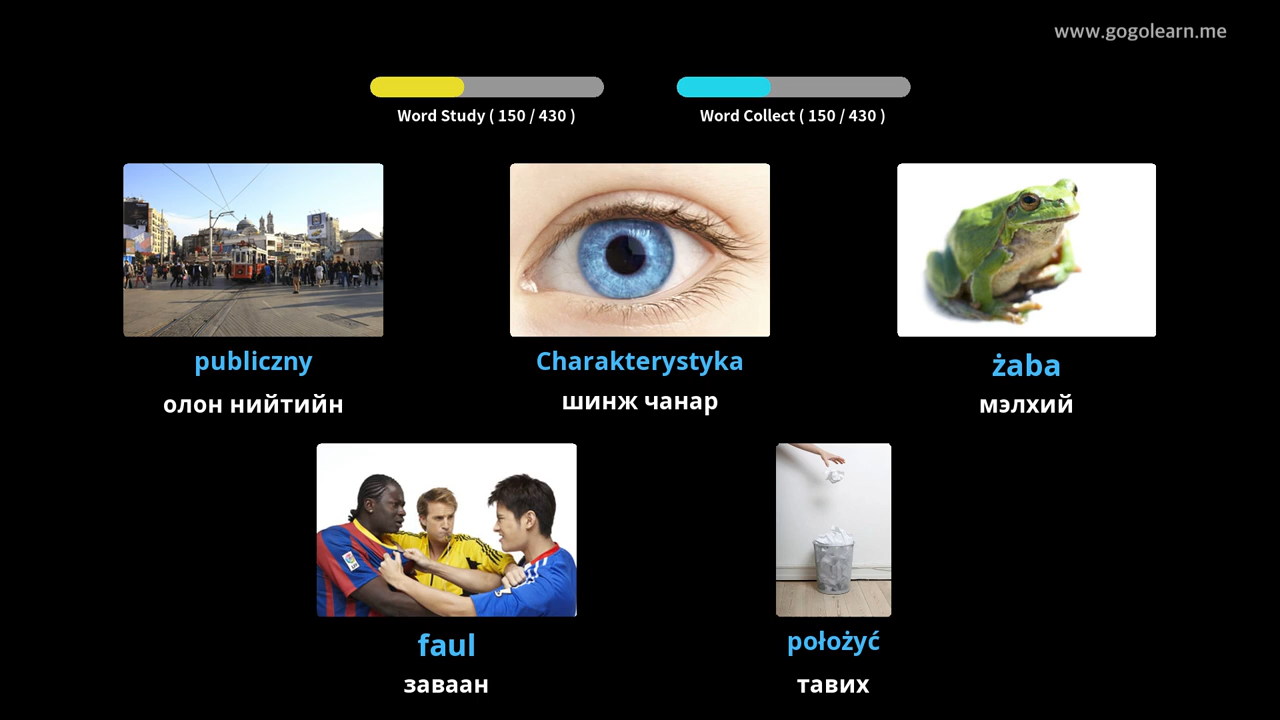 www.gogolearn.me
Word Study ( 150 / 430 )
Word Collect ( 150 / 430 )
publiczny
олон нийтийн
Charakterystyka
шинж чанар
żaba
мэлхий
faul
заваан
położyć
тавих